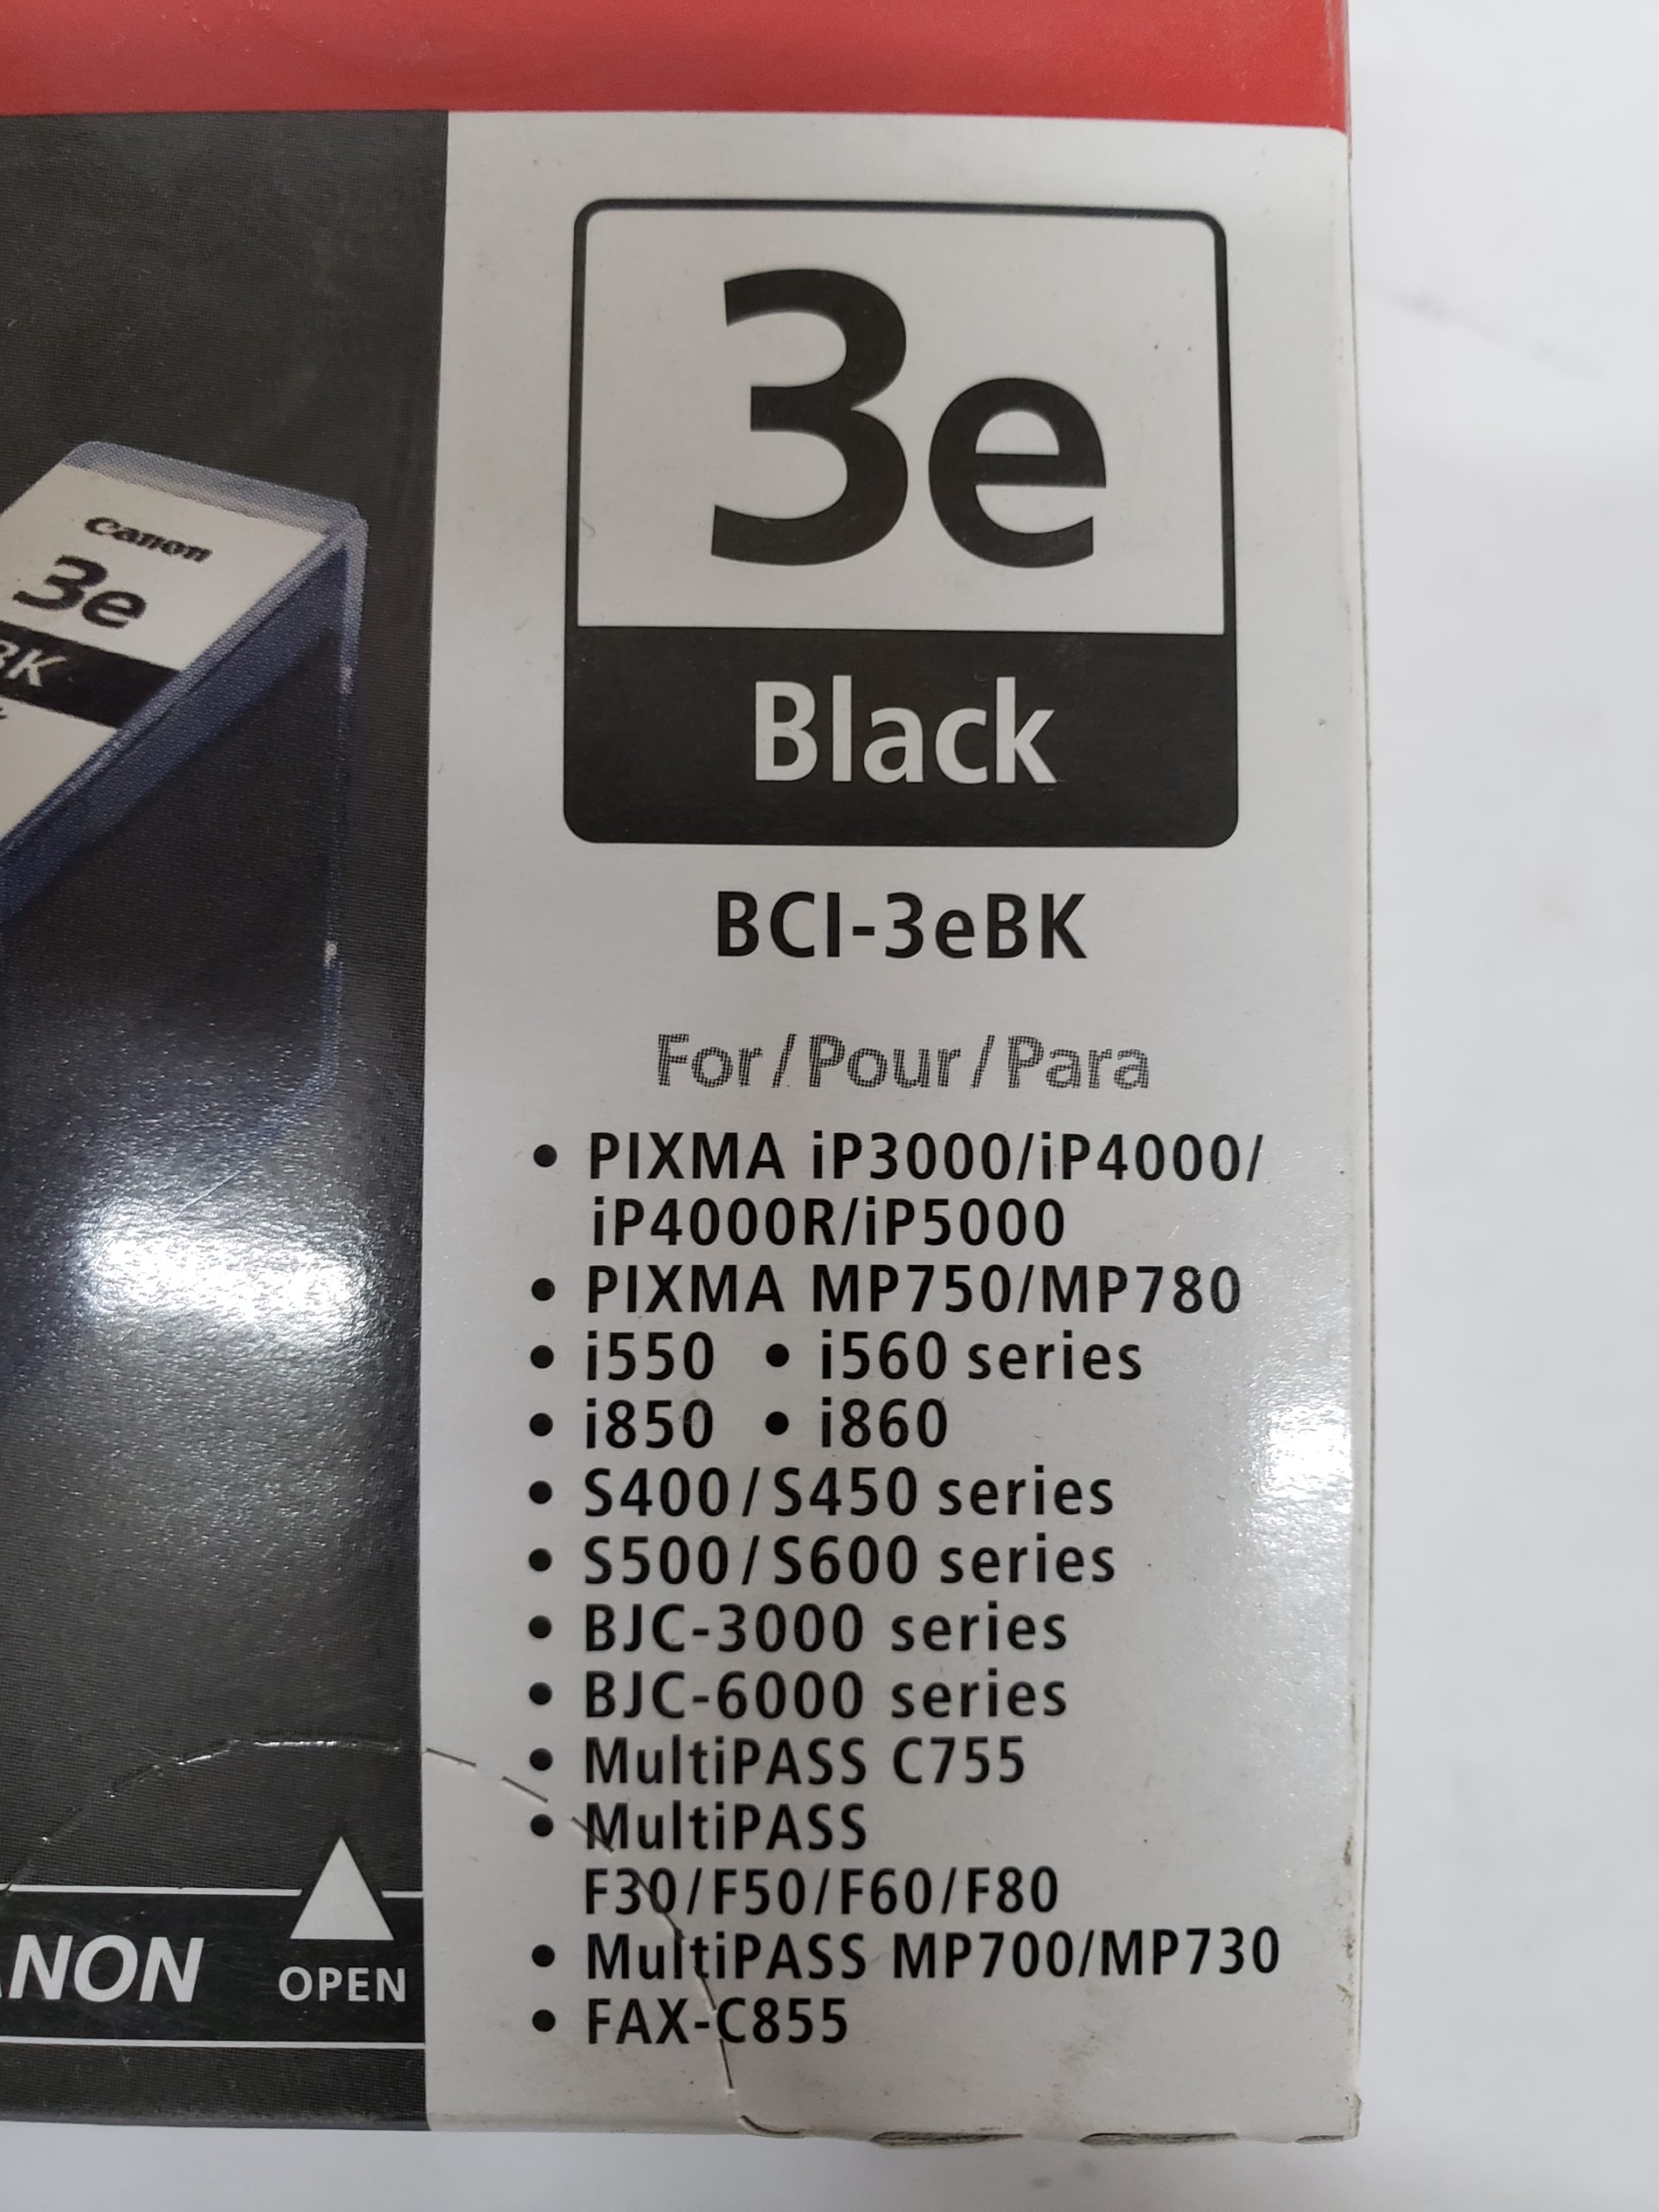 3e
Black
BCI-3eBK
For/Pour/Para
• PIXMA iP3000/iP4000/
iP4000R/iP5000
• PIXMA MP750/MP780
• i550 • i560 series
• i850 • i860
• S400/S450 series
• S500/S600 series
• BJC-3000 series
• BJC-6000 series
• MultiPASS C755
• MultiPASS
F30/F50/F60/F80
• MultiPASS MP700/MP730
• FAX-C855
Canon
3e
BK
NON
OPEN